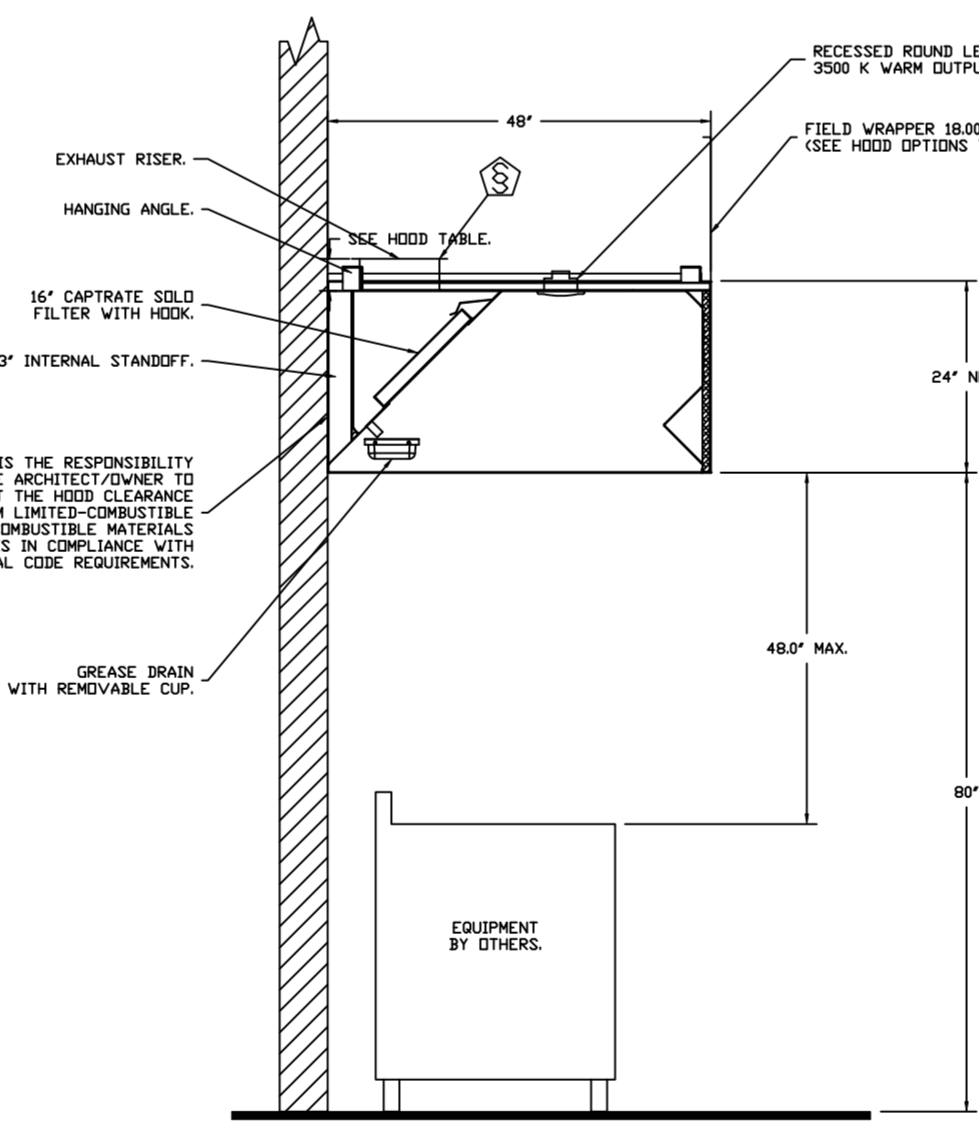 RECESSED ROUND LE
3500 K WARM OUTPU
48"
FIELD WRAPPER 18.00
(SEE HOOD OPTIONS
EXHAUST RISER.
HANGING ANGLE.
SEE HOOD TABLE.
16" CAPTRATE SOLO
FILTER WITH HOOK.
3" INTERNAL STANDOFF.
24" N
IS THE RESPONSIBILITY
E ARCHITECT/OWNER TO
T THE HOOD CLEARANCE
M LIMITED-COMBUSTIBLE
OMBUSTIBLE MATERIALS
S IN COMPLIANCE WITH
AL CODE REQUIREMENTS.
48.0" MAX.
GREASE DRAIN
WITH REMOVABLE CUP.
80"
EQUIPMENT
BY OTHERS.